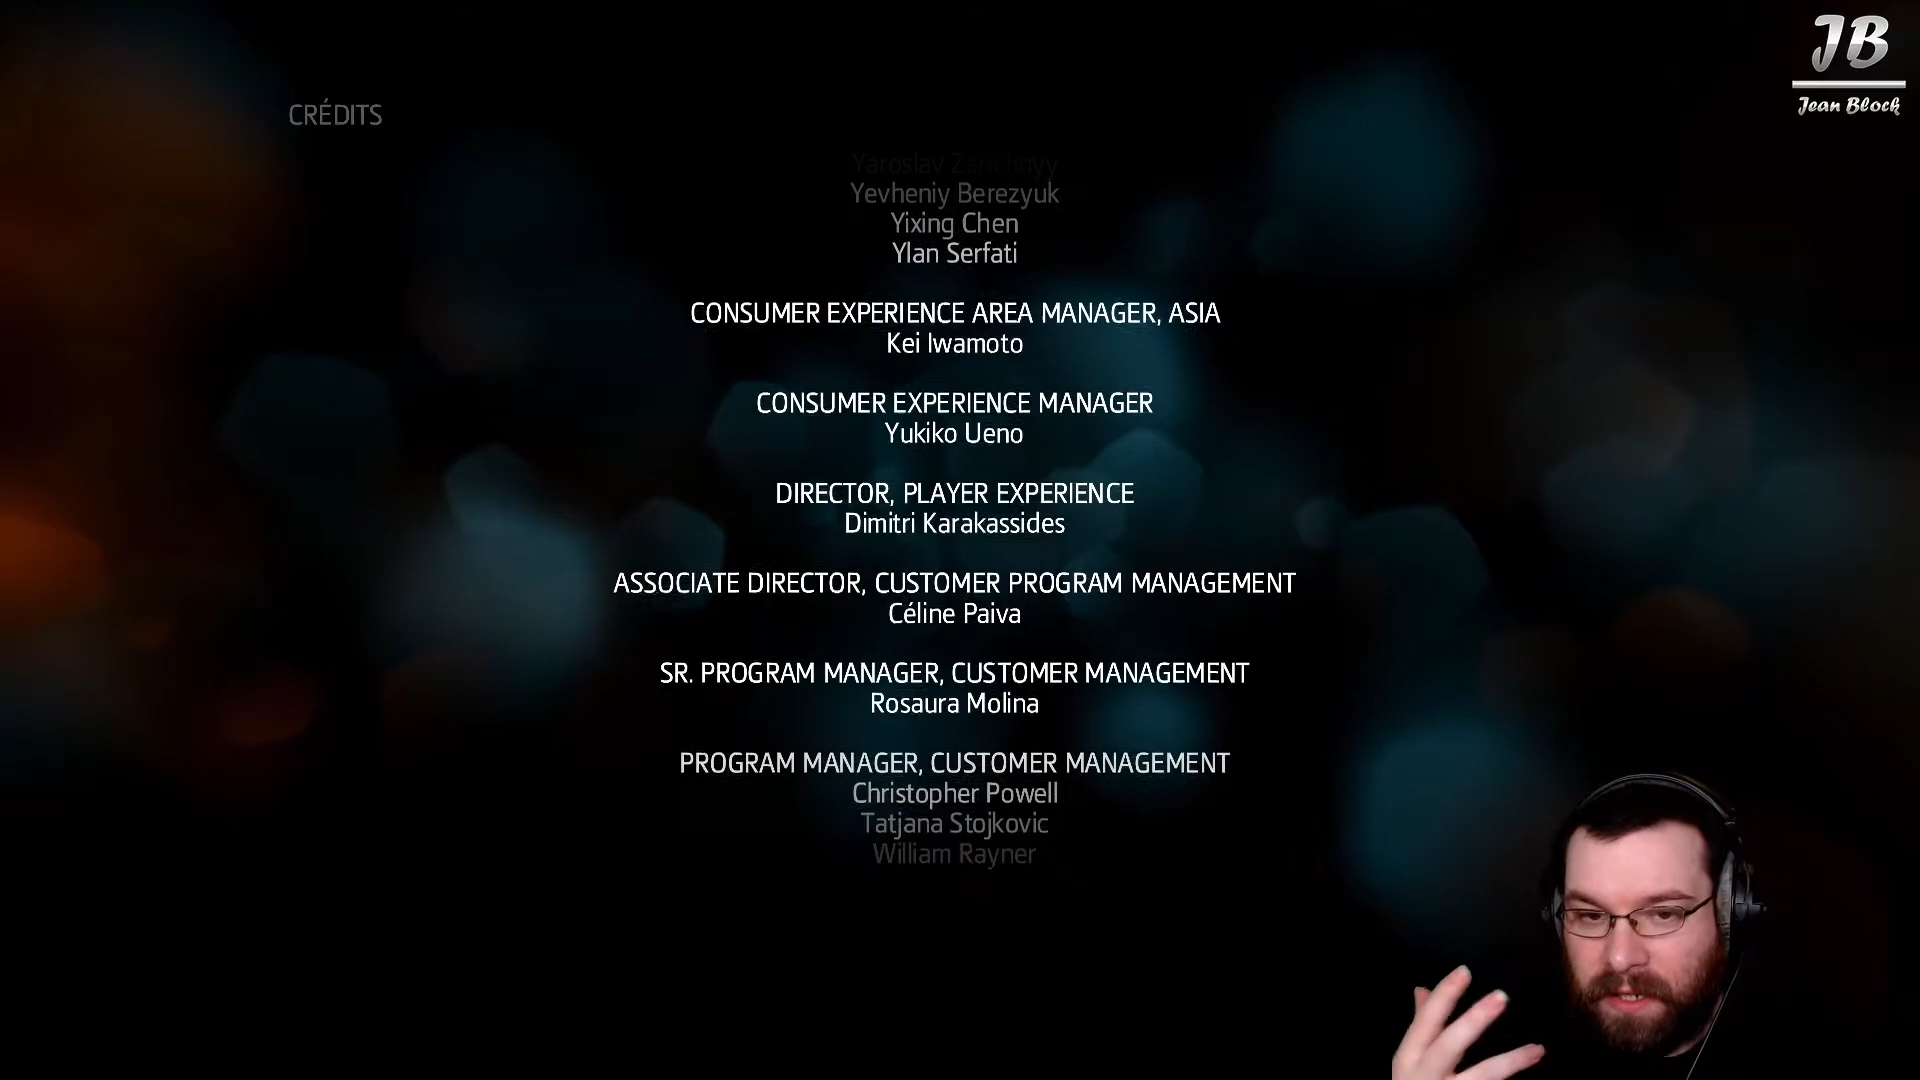 JB
Jean Block
CRÉDITS
Yaroslav Zarichnyy
Yevheniy Berezyuk
Yixing Chen
Ylan Serfati
CONSUMER EXPERIENCE AREA MANAGER, ASIA
Kei Iwamoto
CONSUMER EXPERIENCE MANAGER
Yukiko Ueno
DIRECTOR, PLAYER EXPERIENCE
Dimitri Karakassides
ASSOCIATE DIRECTOR, CUSTOMER PROGRAM MANAGEMENT
Céline Paiva
SR. PROGRAM MANAGER, CUSTOMER MANAGEMENT
Rosaura Molina
PROGRAM MANAGER, CUSTOMER MANAGEMENT
Christopher Powell
Tatjana Stojkovic
William Rayner